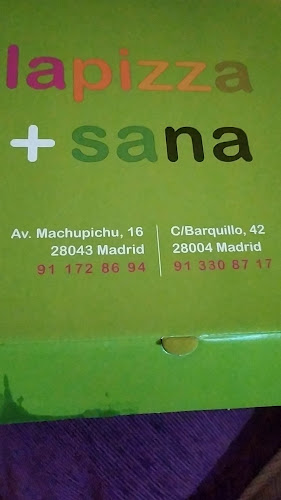 lapizza
+ sana
Av. Machupichu, 16
28043 Madrid
91 172 86 94
C/Barquillo, 42
28004 Madrid
91 330 87 17